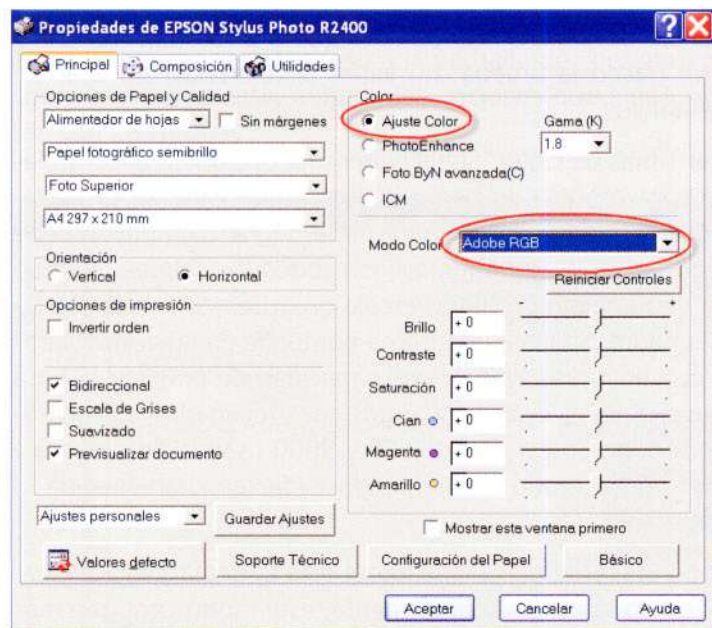 Propiedades de EPSON Stylus Photo R2400
Principal
Composición
Utilidades
Opciones de Papel y Calidad
Alimentador de hojas
Sin márgenes
Papel fotográfico semibrillo
Foto Superior
A4 297 x 210 mm
Orientación
Vertical
Horizontal
Opciones de impresión
Invertir orden
Bidireccional
Escala de Grises
Suavizado
Previsualizar documento
Ajustes personales
Guardar Ajustes
Color
Ajuste Color
PhotoEnhance
Foto ByN avanzada(C)
ICM
Gama (K)
1.8
Modo Color
Adobe RGB
Reiniciar Controles
- +
Brillo + 0
Contraste + 0
Saturación + 0
Cian + 0
Magenta + 0
Amarillo + 0
Mostrar esta ventana primero
Valores defecto
Soporte Técnico
Configuración del Papel
Básico
Aceptar
Cancelar
Ayuda